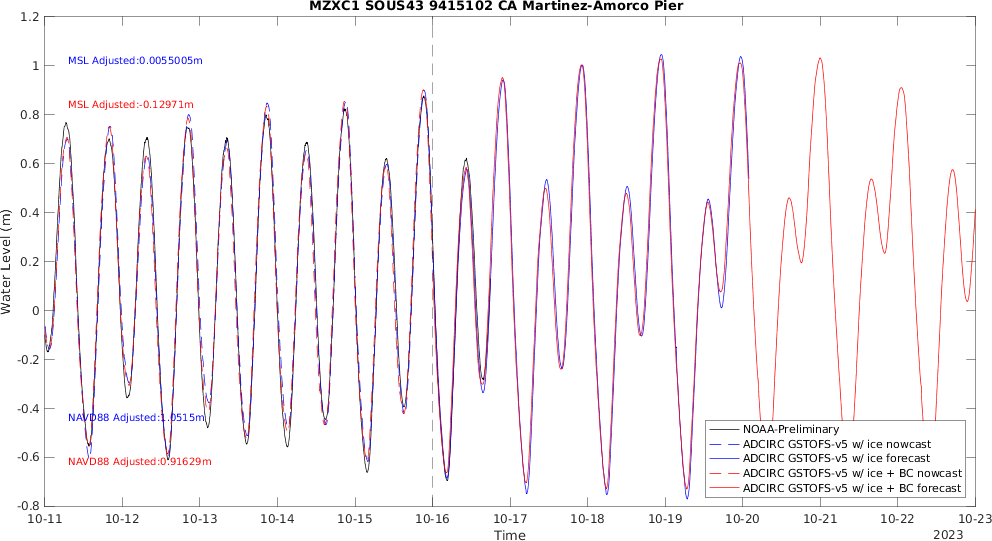 MZXC1 SOUS43 9415102 CA Martinez-Amorco Pier
1.2
1
0.8
0.6
0.4
0.2
0
-0.2
-0.4
-0.6
-0.8
Water Level (m)
MSL Adjusted:0.0055005m
MSL Adjusted:-0.12971m
NAVD88 Adjusted:1.0515m
NAVD88 Adjusted:0.91629m
NOAA-Preliminary
ADCIRC GSTOFS-v5 w/ ice nowcast
ADCIRC GSTOFS-v5 w/ ice forecast
ADCIRC GSTOFS-v5 w/ ice + BC nowcast
ADCIRC GSTOFS-v5 w/ ice + BC forecast
10-11 10-12 10-13 10-14 10-15 10-16 10-17 10-18 10-19 10-20 10-21 10-22 10-23
Time
2023